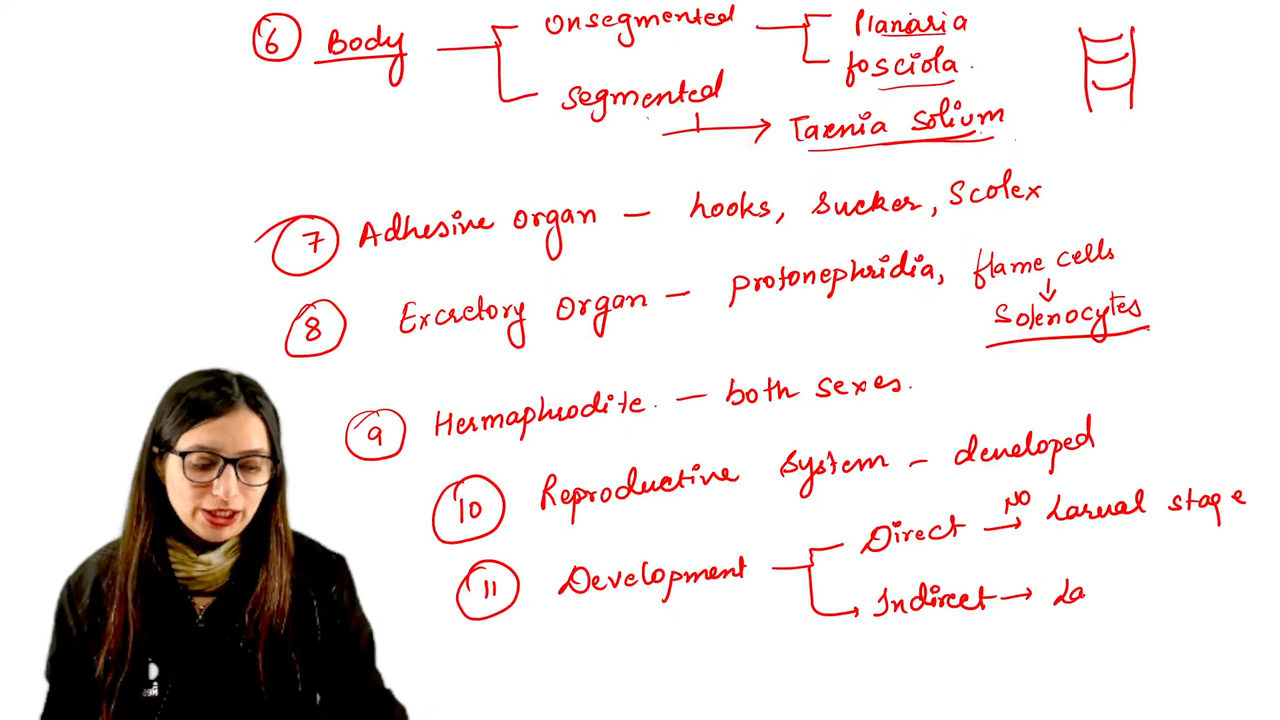 6 Body unsegmented Planaria
fosciola.
segmented Taenia Solium
7 Adhesive organ - hooks, sucker, Scolex
8 Excretory organ - protonephridia, flame cells
Solenocytes
9 Hermaphrodite. - both sexes.
10 Reproductive System - developed
11 Development Direct NO Larval stage
Indirect La